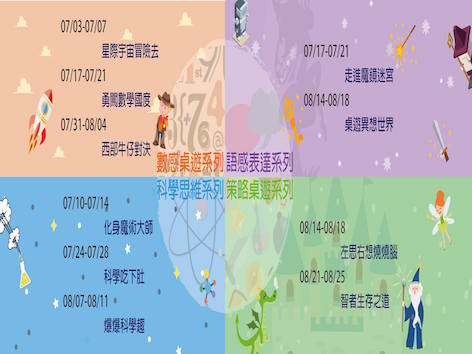 07/03-07/07
星際宇宙冒險去
07/17-07/21
勇闖數學國度
07/31-08/04
西部牛仔對決
數感桌遊系列
07/17-07/21
走進魔鏡迷宮
08/14-08/18
桌遊異想世界
語感表達系列
科學思維系列
07/10-07/14
化身魔術大師
07/24-07/28
科學吃下肚
08/07-08/11
爆爆科學趣
策略桌遊系列
08/14-08/18
左思右想燒燒腦
08/21-08/25
智者生存之道